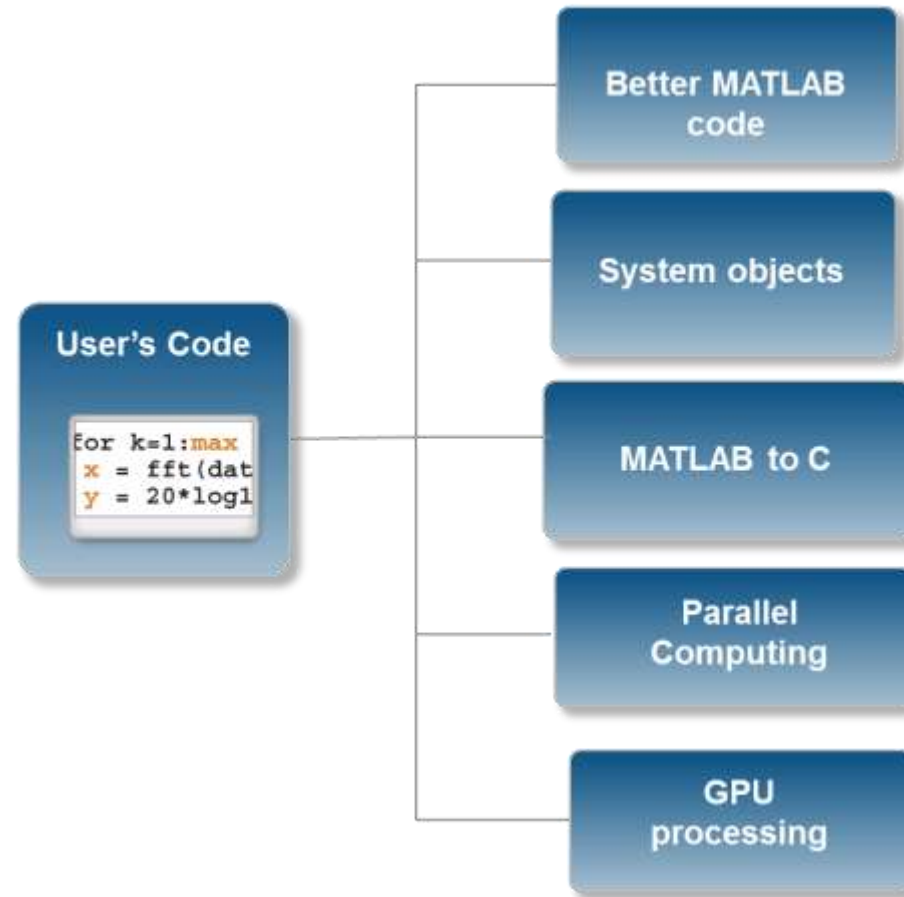 User's Code
for k=1:max
x = fft(dat
y = 20*log1
Better MATLAB
code
System objects
MATLAB to C
Parallel
Computing
GPU
processing